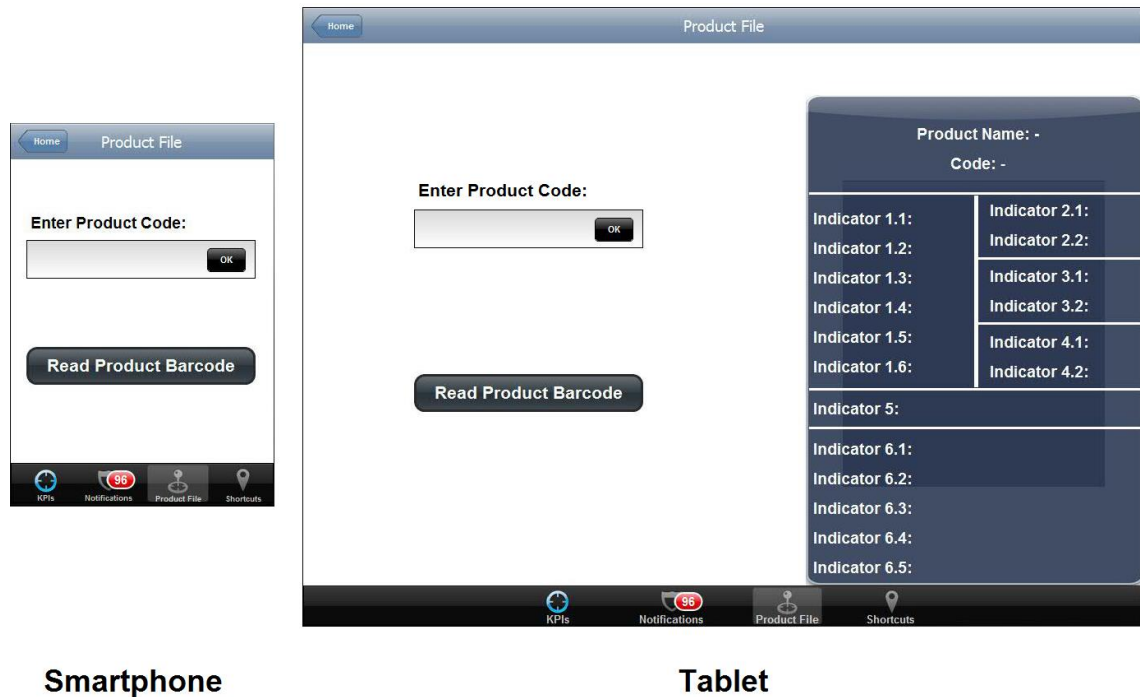 Home
Product File
Enter Product Code:
OK
Read Product Barcode
KPIs
96
Notifications
Product File
Shortcuts
Smartphone
Home
Product File
Enter Product Code:
OK
Read Product Barcode
Product Name: -
Code: -
Indicator 1.1:
Indicator 1.2:
Indicator 1.3:
Indicator 1.4:
Indicator 1.5:
Indicator 1.6:
Indicator 2.1:
Indicator 2.2:
Indicator 3.1:
Indicator 3.2:
Indicator 4.1:
Indicator 4.2:
Indicator 5:
Indicator 6.1:
Indicator 6.2:
Indicator 6.3:
Indicator 6.4:
Indicator 6.5:
KPIs
96
Notifications
Product File
Shortcuts
Tablet